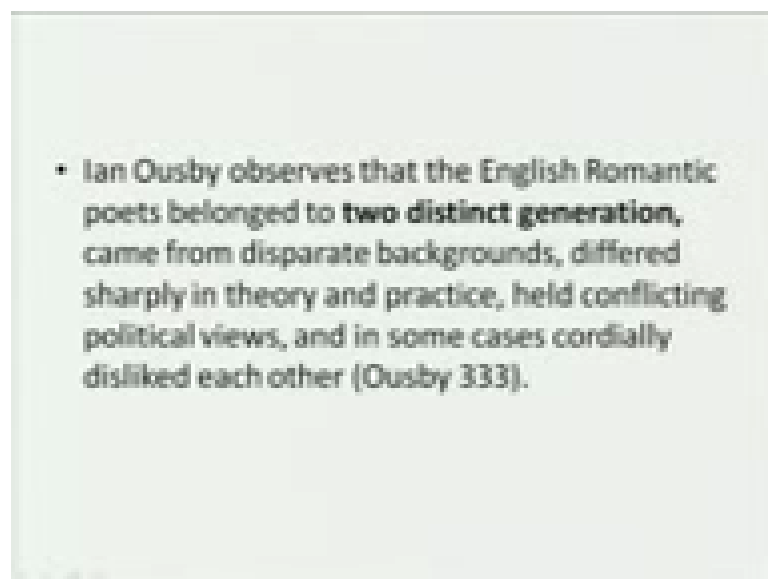 • Ian Ousby observes that the English Romantic
poets belonged to two distinct generation,
came from disparate backgrounds, differed
sharply in theory and practice, held conflicting
political views, and in some cases cordially
disliked each other (Ousby 333).